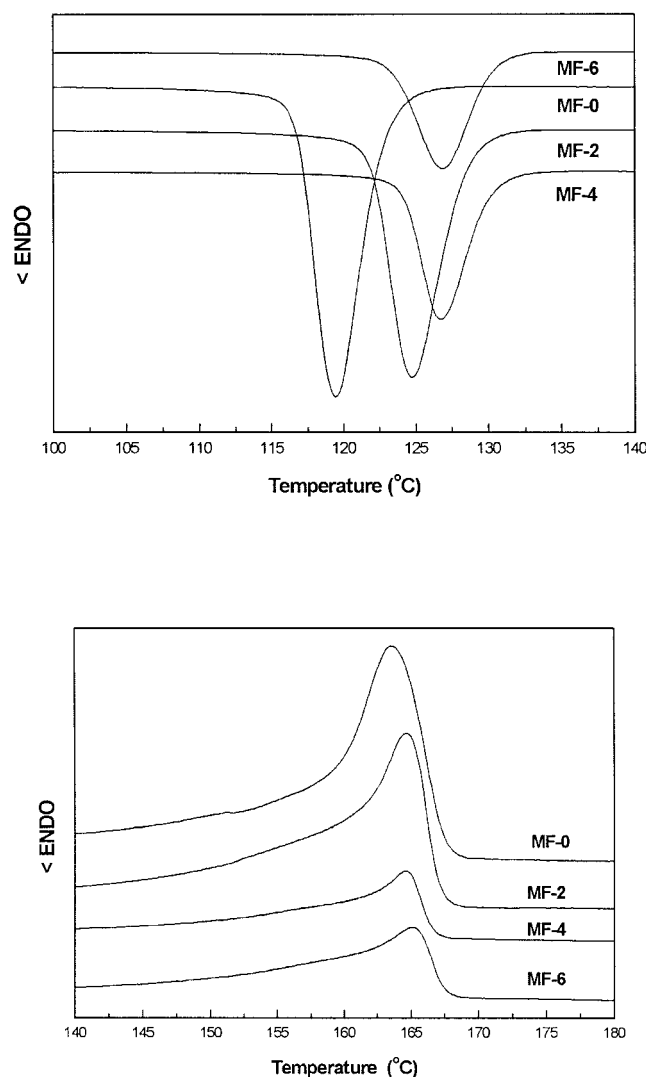 MF-6
MF-0
MF-2
MF-4
< ENDO
100 105 110 115 120 125 130 135 140
Temperature (°C)
MF-0
MF-2
MF-4
MF-6
< ENDO
140 145 150 155 160 165 170 175 180
Temperature (°C)